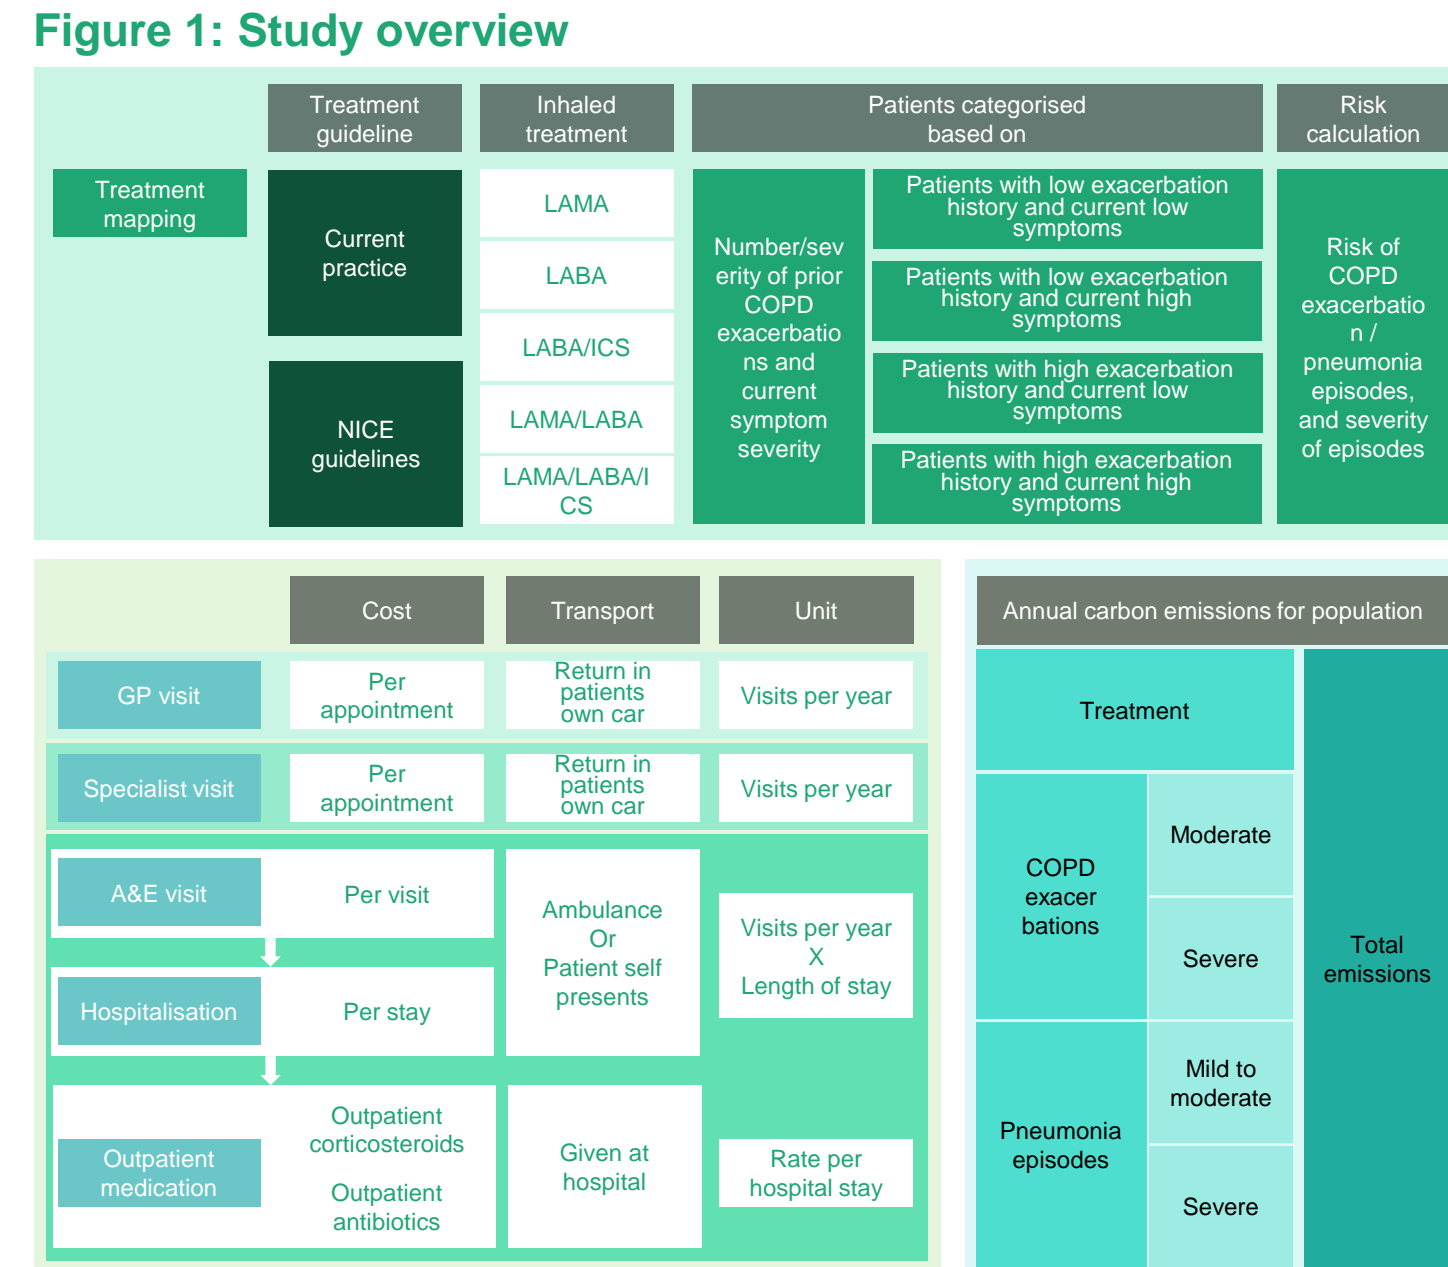 Figure 1: Study overview
Treatment
guideline
Inhaled
treatment
Patients categorised
based on
Risk
calculation
Treatment
mapping
Current
practice
NICE
guidelines
LAMA
LABA
LABA/ICS
LAMA/LABA
LAMA/LABA/I
CS
Number/sev
erity of prior
COPD
exacerbatio
ns and
current
symptom
severity
Patients with low exacerbation
history and current low
symptoms
Patients with low exacerbation
history and current high
symptoms
Patients with high exacerbation
history and current low
symptoms
Patients with high exacerbation
history and current high
symptoms
Risk of
COPD
exacerbatio
n /
pneumonia
episodes,
and severity
of episodes
Cost
Transport
Unit
GP visit
Per
appointment
Return in
patients
own car
Visits per year
Specialist visit
Per
appointment
Return in
patients
own car
Visits per year
A&E visit
Per visit
Hospitalisation
Per stay
Ambulance
Or
Patient self
presents
Visits per year
X
Length of stay
Outpatient
medication
Outpatient
corticosteroids
Outpatient
antibiotics
Given at
hospital
Rate per
hospital stay
Annual carbon emissions for population
Treatment
COPD
exacer
bations
Moderate
Severe
Pneumonia
episodes
Mild to
moderate
Severe
Total
emissions